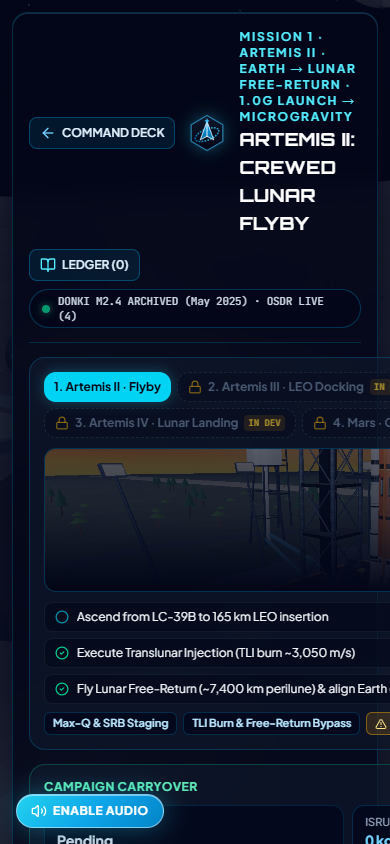 MISSION 1 ·
ARTEMIS II ·
EARTH → LUNAR
FREE-RETURN ·
1.0G LAUNCH →
MICROGRAVITY
← COMMAND DECK
ARTEMIS II:
CREWED
LUNAR
FLYBY
LEDGER (0)
DONKI M2.4 ARCHIVED (May 2025) · OSDR LIVE
(4)
1. Artemis II · Flyby
2. Artemis III · LEO Docking IN
3. Artemis IV · Lunar Landing IN DEV
4. Mars ·
Ascend from LC-39B to 165 km LEO insertion
Execute Translunar Injection (TLI burn ~3,050 m/s)
Fly Lunar Free-Return (~7,400 km perilune) & align Earth
Max-Q & SRB Staging
TLI Burn & Free-Return Bypass
CAMPAIGN CARRYOVER
ENABLE AUDIO
ISRU
Pending
0 kg